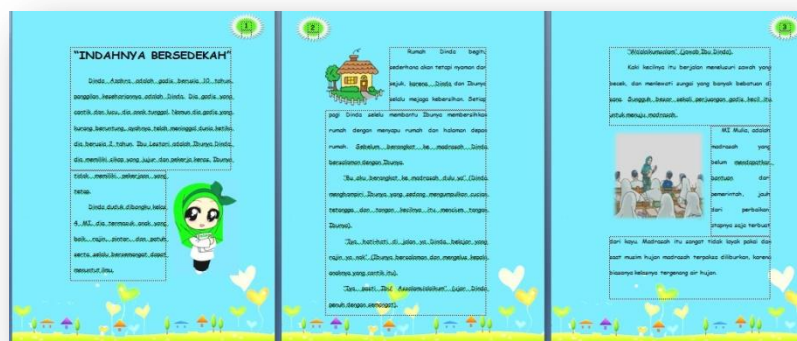 1
"INDAHNYA BERSEDEKAH"
Dinda Azahra adalah gadis berusia 10 tahun,
panggilan kesehariannya adalah Dinda. Dia gadis yang
cantik dan lucu, dia anak tunggal. Namun dia gadis yang
kurang beruntung, ayahnya telah meninggal dunia ketika
dia berusia 2 tahun. Ibu Lestari adalah Ibunya Dinda,
dia memiliki sikap yang jujur dan pekerja keras. Ibunya
tidak memiliki pekerjaan yang
tetap.
Dinda duduk dibangku kelas
4 MI, dia termasuk anak yang
baik, rajin, pintar, dan patuh
serta selalu bersemangat dapat
menuntut ilmu.
2
Rumah Dinda begitu
sederhana akan tetapi nyaman dan
sejuk, karena Dinda dan Ibunya
selalu mejaga kebersihan. Setiap
pagi Dinda selalu membantu Ibunya membersihkan
rumah dengan menyapu rumah dan halaman depan
rumah. Sebelum berangkat ke madrasah Dinda
bersalaman dengan Ibunya.
"Bu aku berangkat ke madrasah dulu ya" (Dinda
menghampiri Ibunya yang sedang mengumpulkan cucian
tetangga dan tangan kecilnya itu mencium tangan
Ibunya).
"Iya, hati-hati di jalan ya Dinda, belajar yang
rajin ya nak". (Ibunya bersalaman dan mengelus kepala
anaknya yang cantik itu).
"Iya, pasti Ibu! Assalamulaikum" (ujar Dinda
penuh dengan semangat).
3
"Walaikumsalam" (jawab Ibu Dinda).
Kaki kecilnya itu berjalan menelusuri sawah yang
becek, dan melewati sungai yang banyak bebatuan di
sana. Sungguh besar sekali perjuangan gadis kecil itu
untuk menuju madrasah.
MI Mulia, adalah
madrasah yang
belum mendapatkan
bantuan dari
pemerintah, jauh
dari perbaikan,
atapnya saja terbuat
dari kayu. Madrasah itu sangat tidak layak pakai dan
saat musim hujan madrasah terpaksa diliburkan, karena
biasanya kelasnya tergenang air hujan.